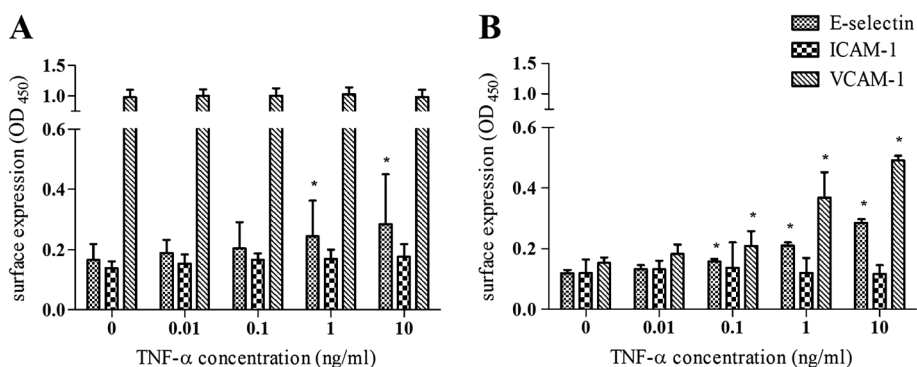 A
surface expression (OD450)
1.5
1.0
0.6
0.4
0.2
0.0
* *
0 0.01 0.1 1 10
TNF-α concentration (ng/ml)
B
E-selectin
ICAM-1
VCAM-1
surface expression (OD450)
1.5
1.0
0.6
0.4
0.2
0.0
* * * * * *
0 0.01 0.1 1 10
TNF-α concentration (ng/ml)